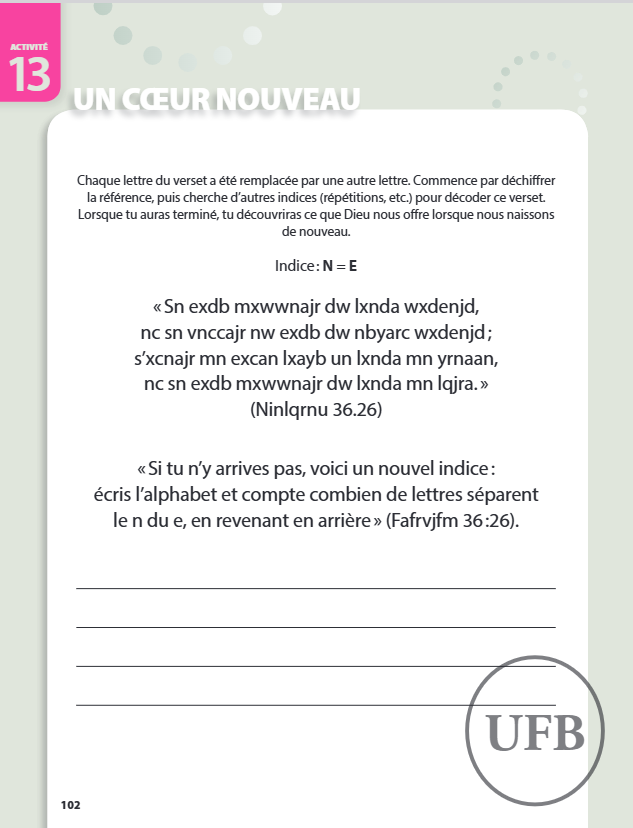 ACTIVITÉ
13
UN CŒUR NOUVEAU
Chaque lettre du verset a été remplacée par une autre lettre. Commence par déchiffrer
la référence, puis cherche d’autres indices (répétitions, etc.) pour décoder ce verset.
Lorsque tu auras terminé, tu découvriras ce que Dieu nous offre lorsque nous naissons
de nouveau.
Indice : N = E
« Sn exdb mxwwnajr dw lxnda wxdenjd,
nc sn vnccajr nw exdb dw nbyarc wxdenjd ;
s’xcnajr mn excan lxayb un lxnda mn yrnaan,
nc sn exdb mxwwnajr dw lxnda mn lqjra. »
(Ninlqrnu 36.26)
« Si tu n’y arrives pas, voici un nouvel indice :
écris l’alphabet et compte combien de lettres séparent
le n du e, en revenant en arrière » (Fafrvjfm 36 :26).
UFB
102